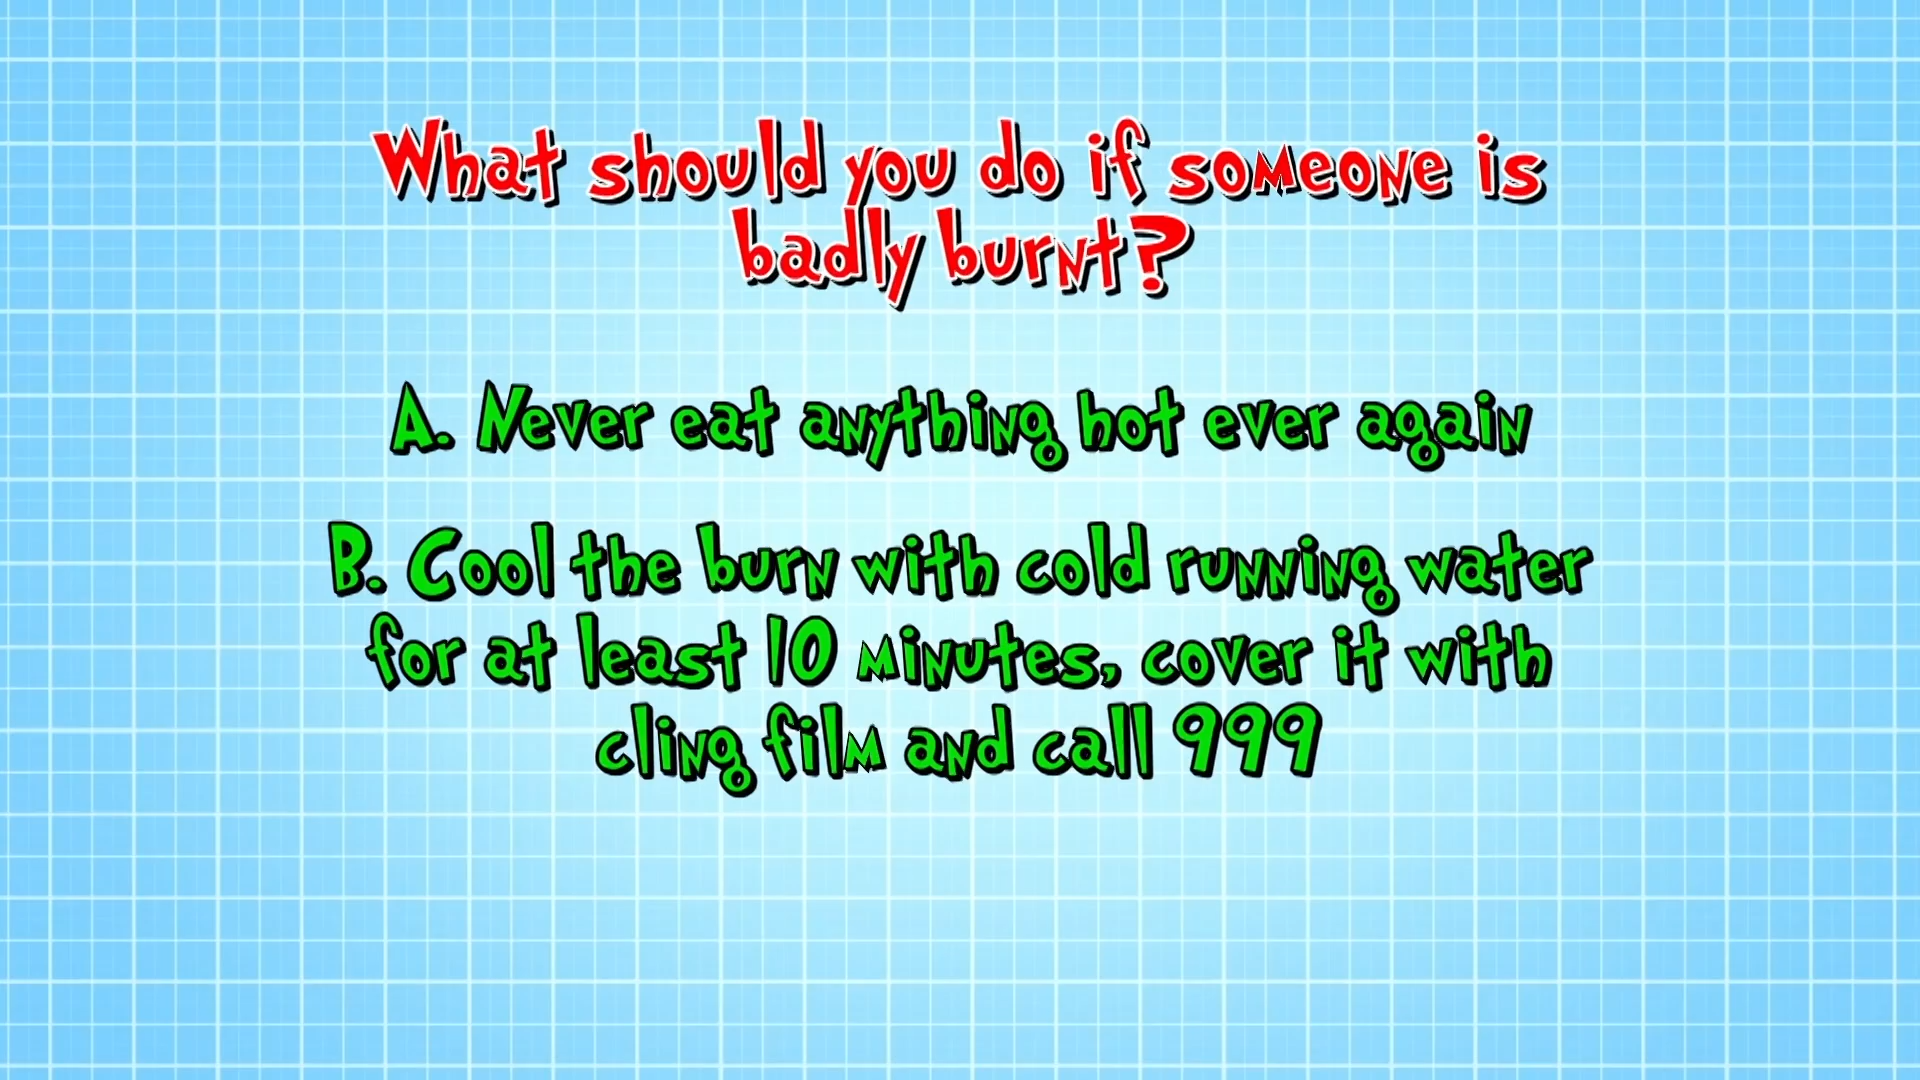 What should you do if someone is
badly burnt?
A. Never eat anything hot ever again
B. Cool the burn with cold running water
for at least 10 minutes, cover it with
cling film and call 999